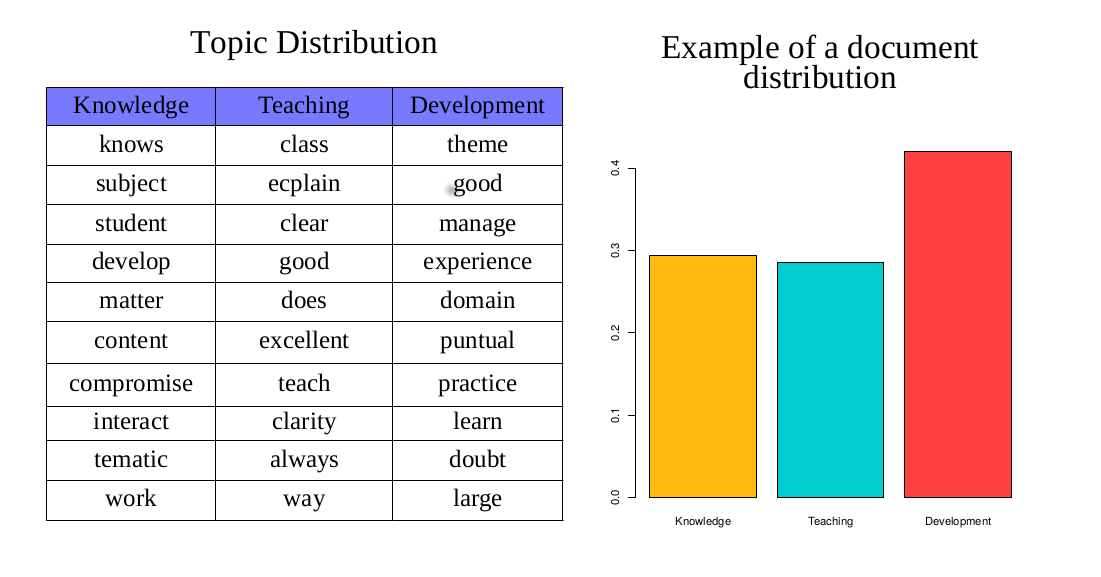 Topic Distribution
Knowledge Teaching Development
knows class theme
subject ecplain good
student clear manage
develop good experience
matter does domain
content excellent puntual
compromise teach practice
interact clarity learn
tematic always doubt
work way large
Example of a document
distribution
0.4
0.3
0.2
0.1
0.0
Knowledge Teaching Development